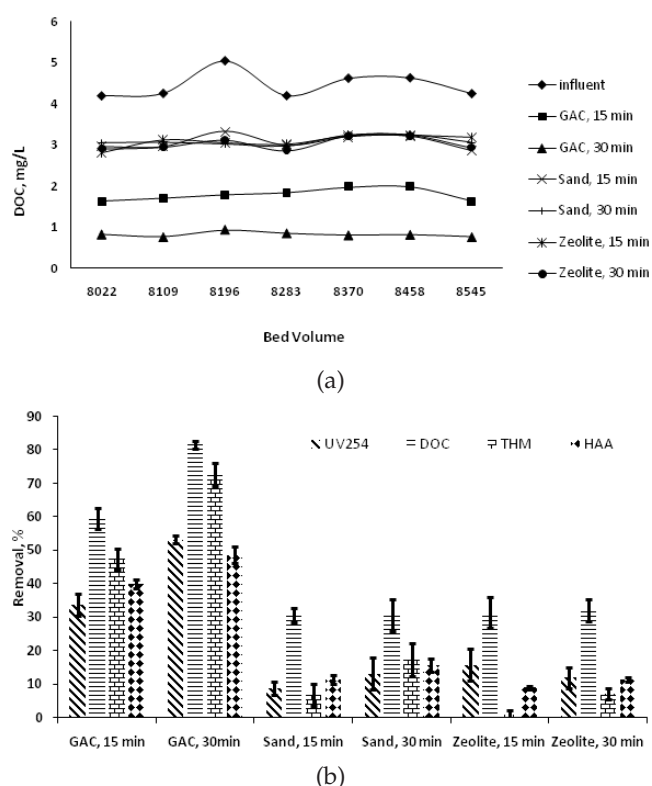 6
5
4
3
2
1
0
DOC, mg/L
8022 8109 8196 8283 8370 8458 8545
Bed Volume
influent
GAC, 15 min
GAC, 30 min
Sand, 15 min
Sand, 30 min
Zeolite, 15 min
Zeolite, 30 min
(a)
90
80
70
60
50
40
30
20
10
0
Removal, %
UV254 DOC THM HAA
GAC, 15 min GAC, 30min Sand, 15 min Sand, 30 min Zeolite, 15 min Zeolite, 30 min
(b)